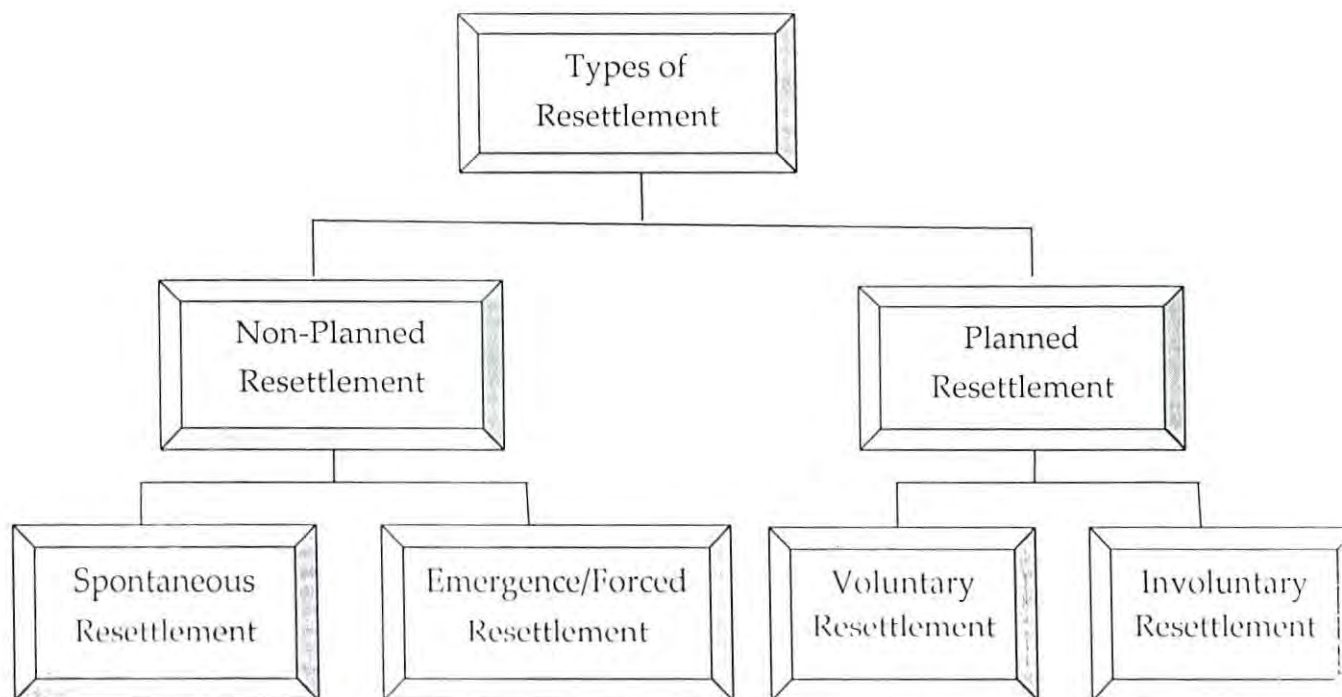 Types of
Resettlement
Non-Planned
Resettlement
Planned
Resettlement
Spontaneous
Resettlement
Emergence/Forced
Resettlement
Voluntary
Resettlement
Involuntary
Resettlement